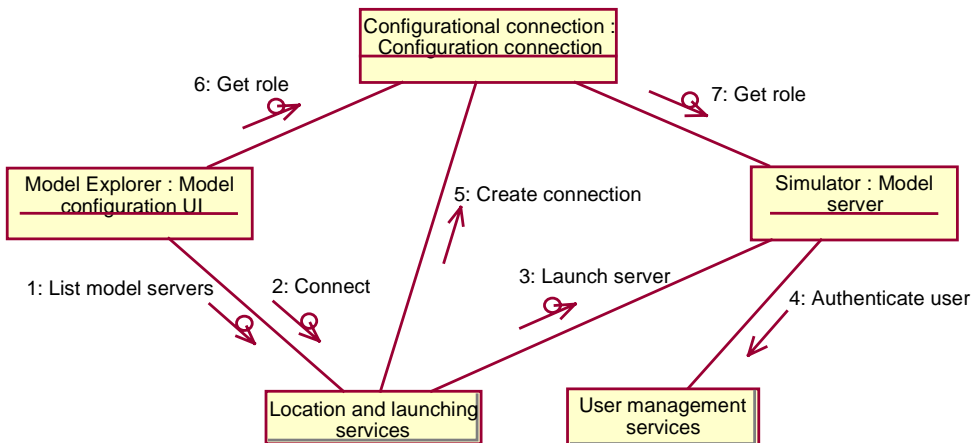 Configurational connection :
Configuration connection
6: Get role
7: Get role
Model Explorer : Model
configuration UI
5: Create connection
Simulator : Model
server
1: List model servers
2: Connect
3: Launch server
4: Authenticate user
Location and launching
services
User management
services